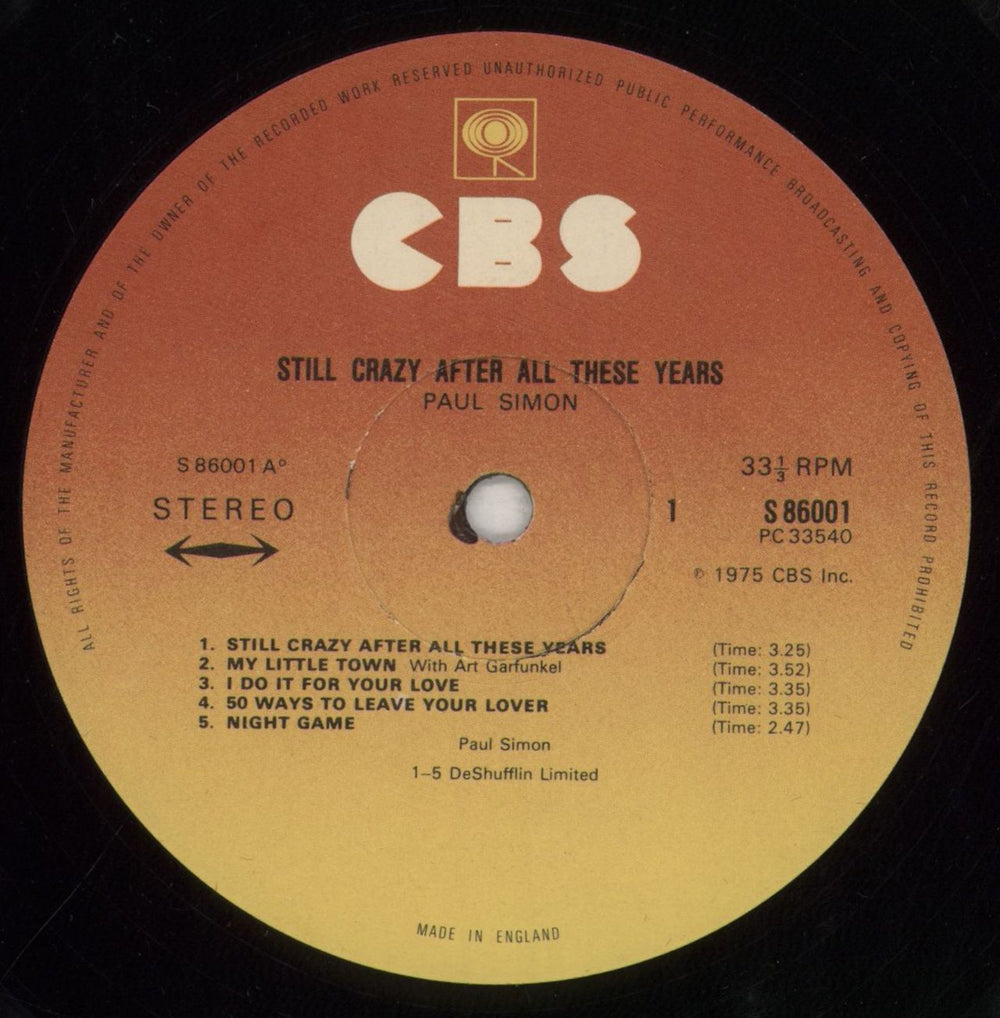 ALL RIGHTS OF THE MANUFACTURER AND OF THE OWNER OF THE RECORDED WORK RESERVED UNAUTHORIZED PUBLIC PERFORMANCE BROADCASTING AND COPYING OF THIS RECORD PROHIBITED
CBS
STILL CRAZY AFTER ALL THESE YEARS
PAUL SIMON
S 86001 A°
STEREO
33⅓ RPM
1
S 86001
PC 33540
℗ 1975 CBS Inc.
1. STILL CRAZY AFTER ALL THESE YEARS (Time: 3.25)
2. MY LITTLE TOWN With Art Garfunkel (Time: 3.52)
3. I DO IT FOR YOUR LOVE (Time: 3.35)
4. 50 WAYS TO LEAVE YOUR LOVER (Time: 3.35)
5. NIGHT GAME (Time: 2.47)
Paul Simon
1–5 DeShufflin Limited
MADE IN ENGLAND